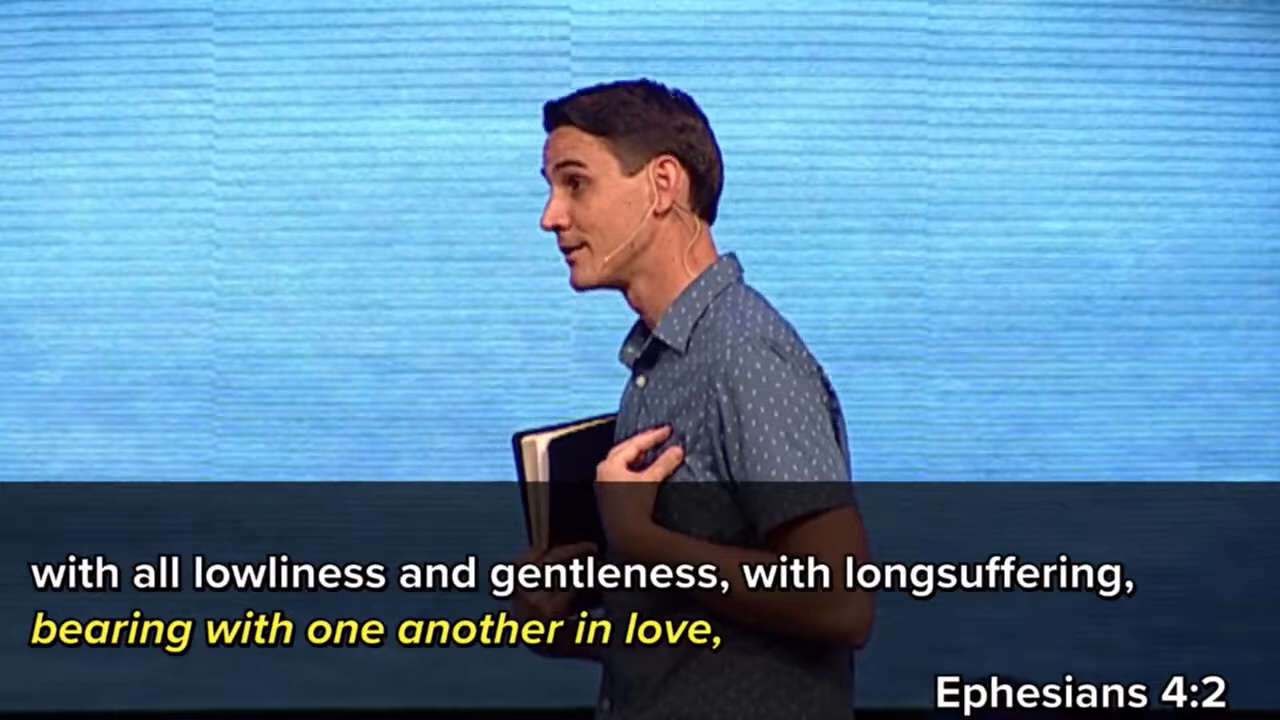 with all lowliness and gentleness, with longsuffering,
bearing with one another in love,
Ephesians 4:2